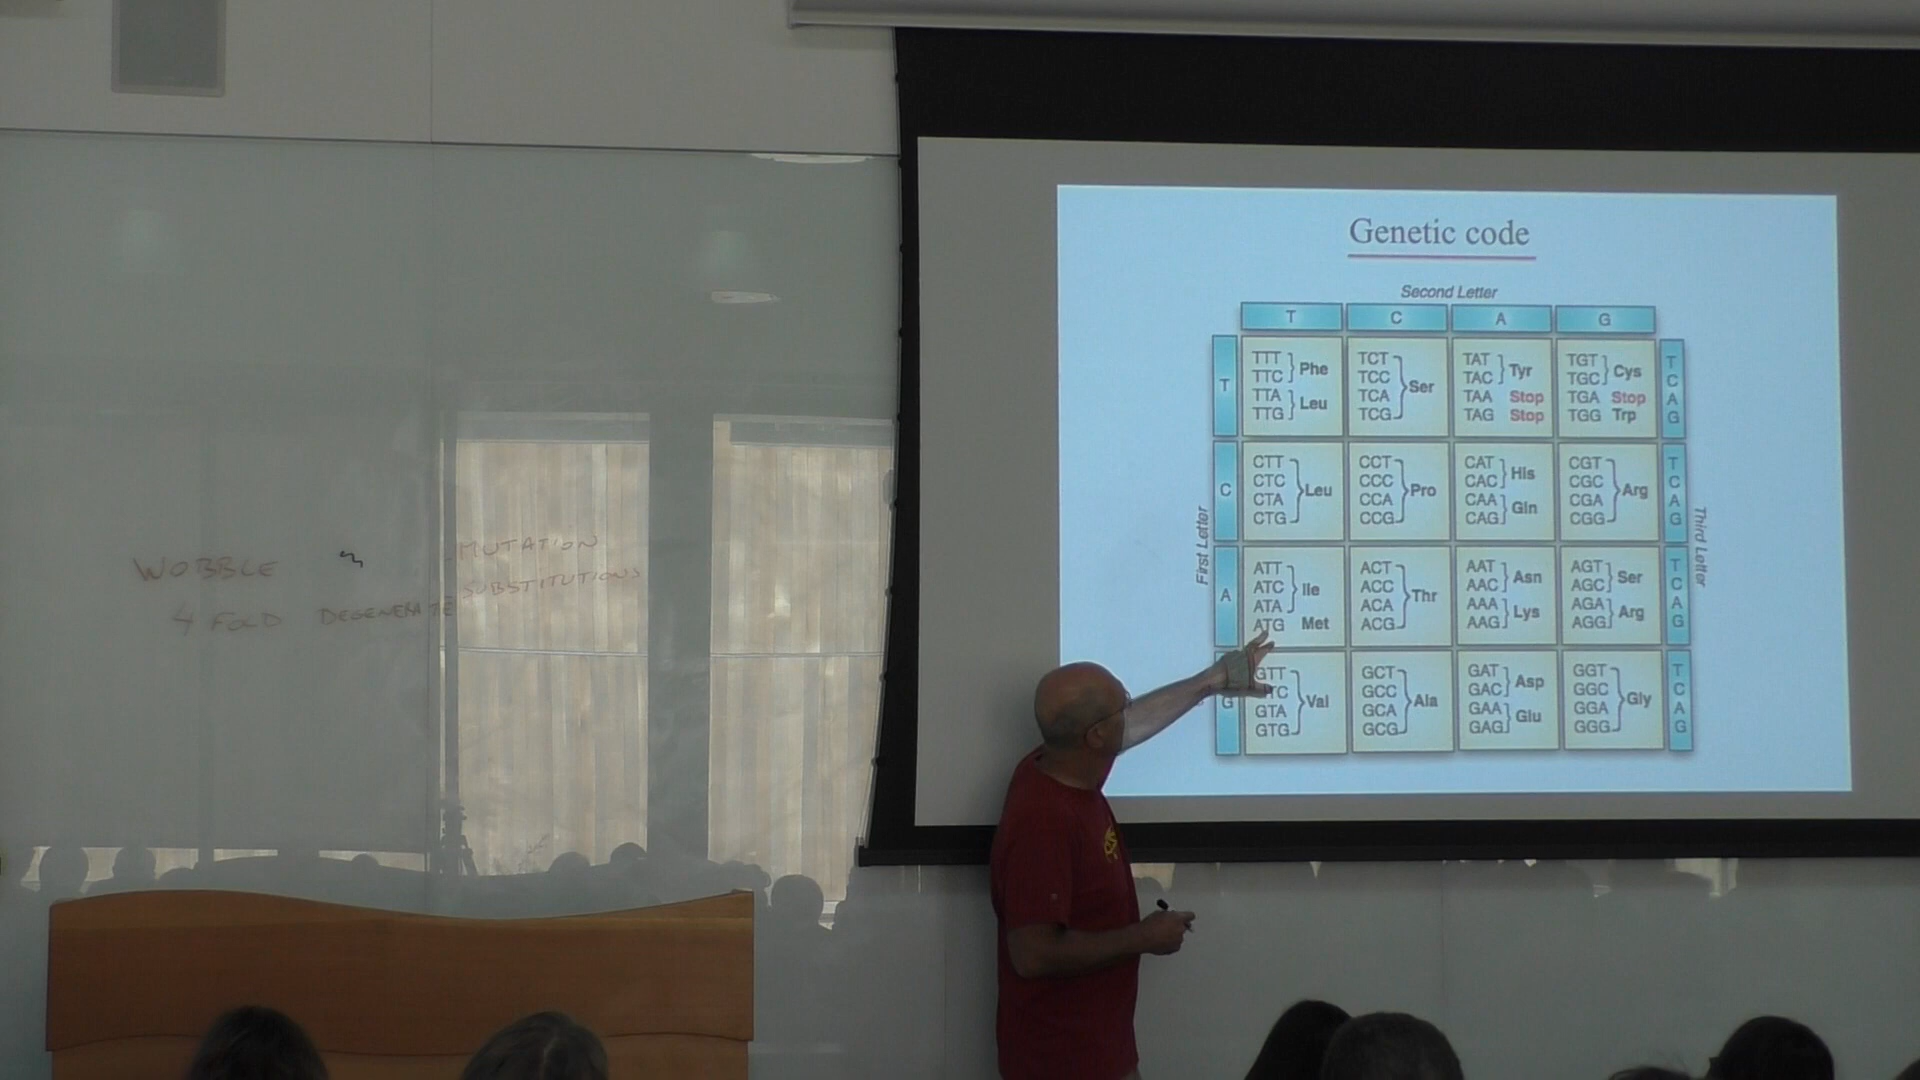 WOBBLE
4 FOLD DEGENERATE
-MUTATION
SUBSTITUTIONS
Genetic code
Second Letter
T C A G
First Letter
T
TTT Phe TCT Ser TAT Tyr TGT Cys T
TTC TCC TAC TGC C
TTA Leu TCA TAA Stop TGA Stop A
TTG TCG TAG Stop TGG Trp G
C
CTT Leu CCT Pro CAT His CGT Arg T
CTC CCC CAC CGC C
CTA CCA CAA Gln CGA A
CTG CCG CAG CGG G
A
ATT Ile ACT Thr AAT Asn AGT Ser T
ATC ACC AAC AGC C
ATA ACA AAA Lys AGA Arg A
ATG Met ACG AAG AGG G
G
GTT Val GCT Ala GAT Asp GGT Gly T
TC GCC GAC GGC C
GTA GCA GAA Glu GGA A
GTG GCG GAG GGG G
Third Letter